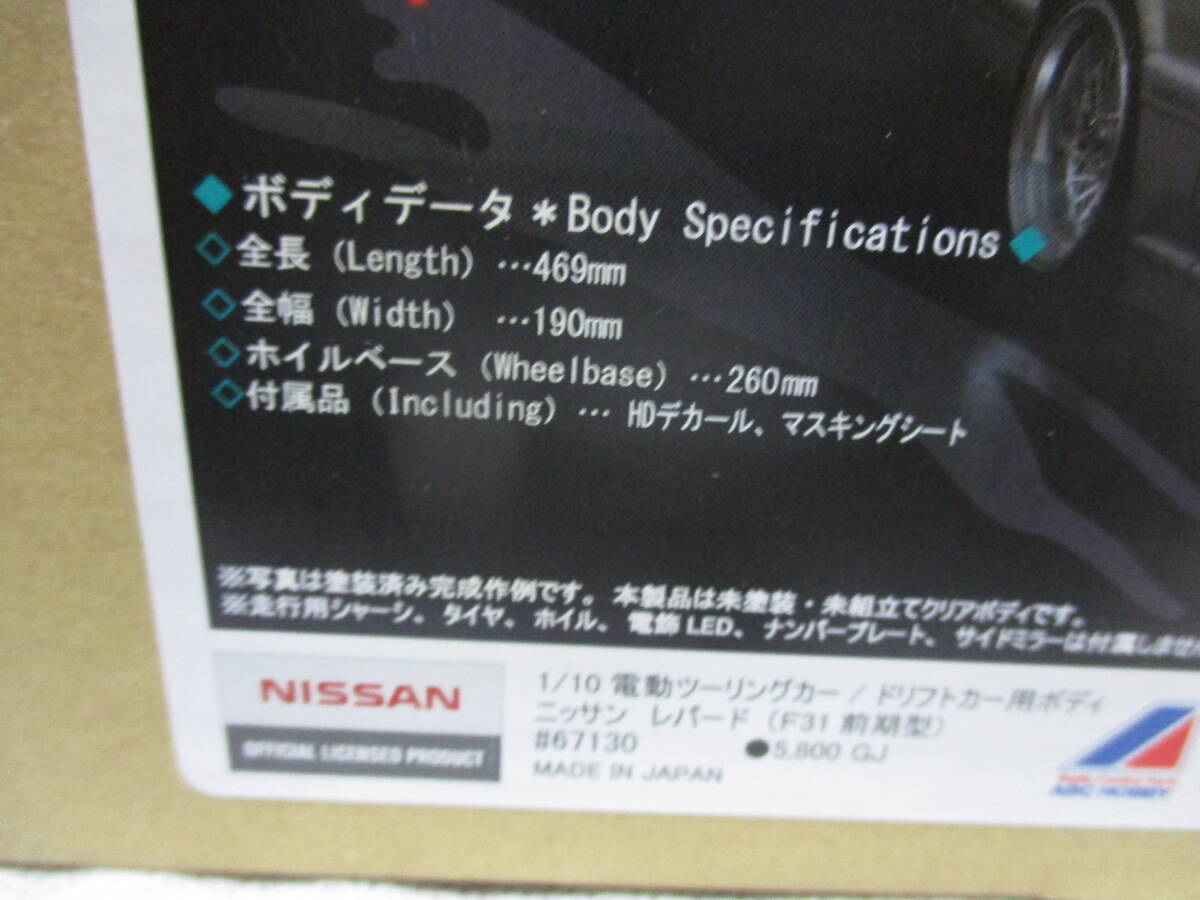 ◆ボディデータ＊Body Specifications◆
◇全長 (Length) …469mm
◇全幅 (Width) …190mm
◇ホイルベース (Wheelbase) …260mm
◇付属品 (Including) … HDデカール、マスキングシート
※写真は塗装済み完成作例です。本製品は未塗装・未組立てクリアボディです。
※走行用シャーシ、タイヤ、ホイル、電飾LED、ナンバープレート、サイドミラーは付属しませ
NISSAN
OFFICIAL LICENSED PRODUCT
1/10 電動ツーリングカー / ドリフトカー用ボディ
ニッサン レパード (F31 前期型)
#67130 ●5,800 GJ
MADE IN JAPAN
Radio Control Parts
ABC HOBBY